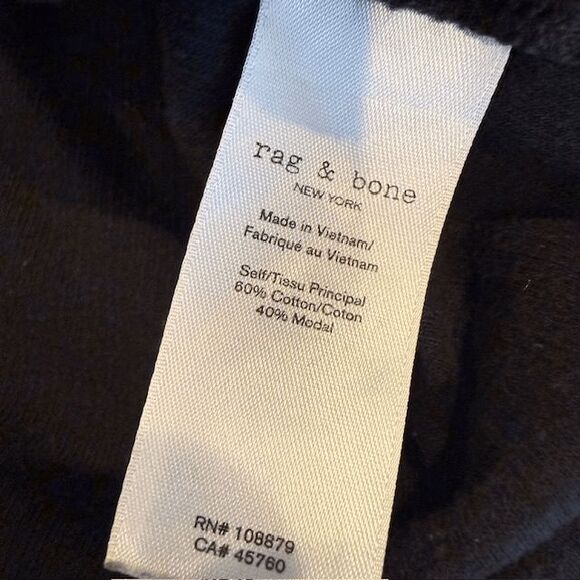 rag & bone
NEW YORK
Made in Vietnam/
Fabriqué au Vietnam
Self/Tissu Principal
60% Cotton/Coton
40% Modal
RN# 108879
CA# 45760